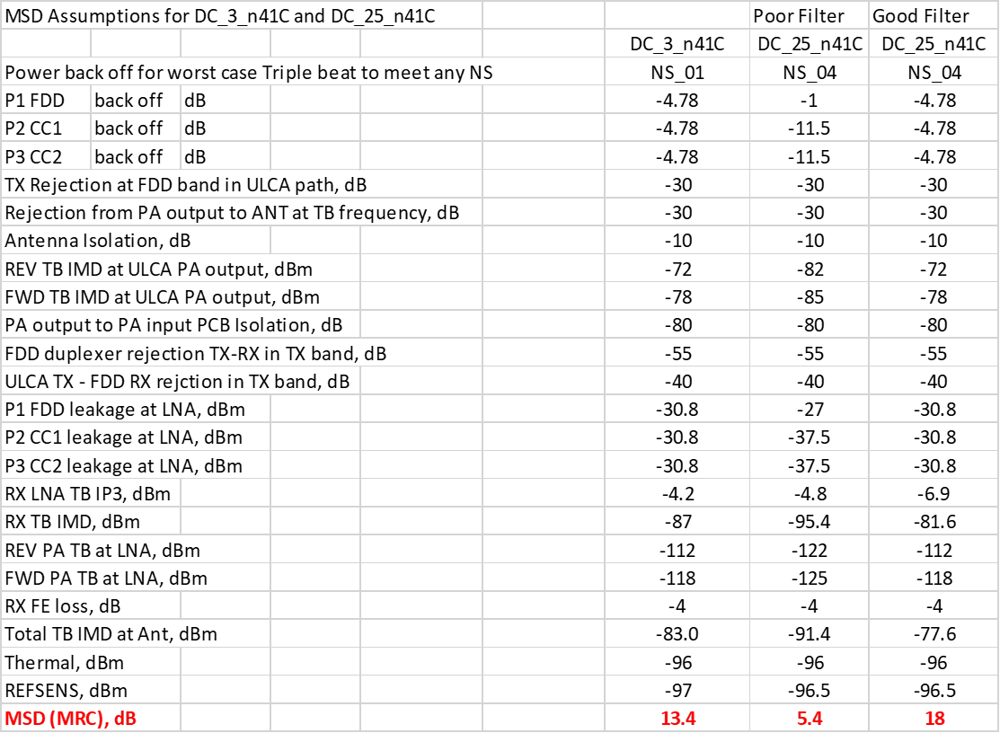 MSD Assumptions for DC_3_n41C and DC_25_n41C Poor Filter Good Filter
DC_3_n41C DC_25_n41C DC_25_n41C
Power back off for worst case Triple beat to meet any NS NS_01 NS_04 NS_04
P1 FDD back off dB -4.78 -1 -4.78
P2 CC1 back off dB -4.78 -11.5 -4.78
P3 CC2 back off dB -4.78 -11.5 -4.78
TX Rejection at FDD band in ULCA path, dB -30 -30 -30
Rejection from PA output to ANT at TB frequency, dB -30 -30 -30
Antenna Isolation, dB -10 -10 -10
REV TB IMD at ULCA PA output, dBm -72 -82 -72
FWD TB IMD at ULCA PA output, dBm -78 -85 -78
PA output to PA input PCB Isolation, dB -80 -80 -80
FDD duplexer rejection TX-RX in TX band, dB -55 -55 -55
ULCA TX - FDD RX rejction in TX band, dB -40 -40 -40
P1 FDD leakage at LNA, dBm -30.8 -27 -30.8
P2 CC1 leakage at LNA, dBm -30.8 -37.5 -30.8
P3 CC2 leakage at LNA, dBm -30.8 -37.5 -30.8
RX LNA TB IP3, dBm -4.2 -4.8 -6.9
RX TB IMD, dBm -87 -95.4 -81.6
REV PA TB at LNA, dBm -112 -122 -112
FWD PA TB at LNA, dBm -118 -125 -118
RX FE loss, dB -4 -4 -4
Total TB IMD at Ant, dBm -83.0 -91.4 -77.6
Thermal, dBm -96 -96 -96
REFSENS, dBm -97 -96.5 -96.5
MSD (MRC), dB 13.4 5.4 18